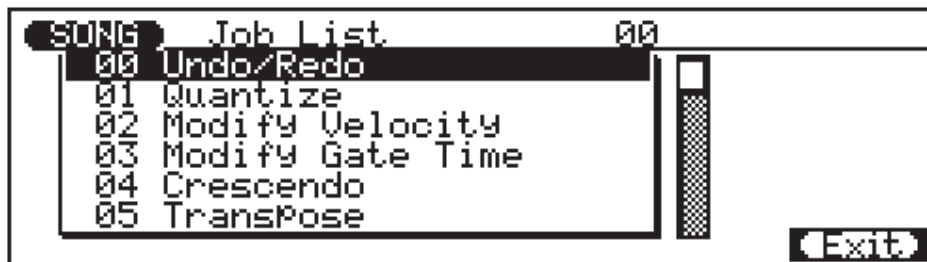 SONG Job List 00
00 Undo/Redo
01 Quantize
02 Modify Velocity
03 Modify Gate Time
04 Crescendo
05 Transpose
Exit